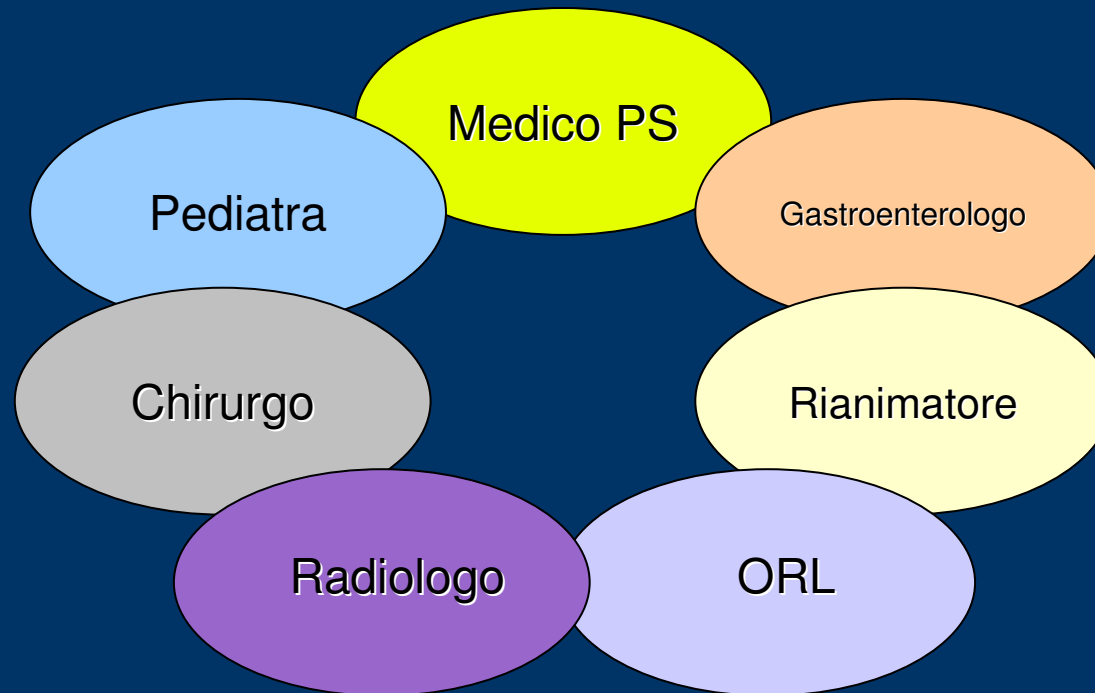 Medico PS
Pediatra
Gastroenterologo
Chirurgo
Rianimatore
Radiologo
ORL